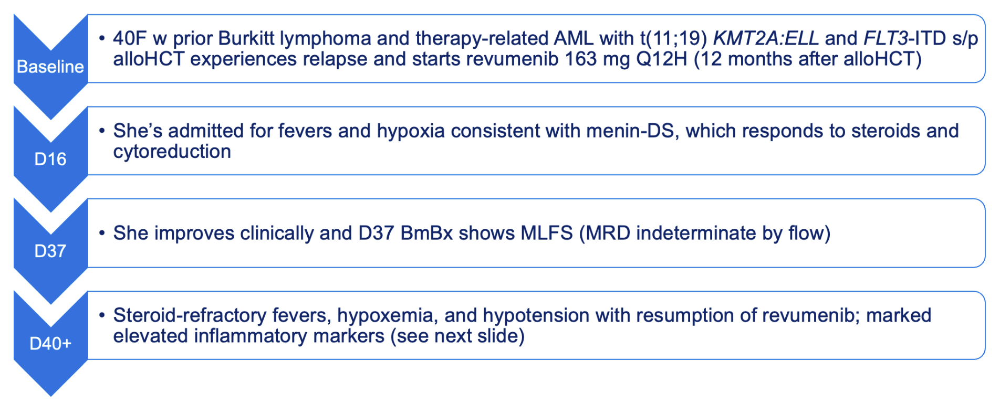 Baseline
• 40F w prior Burkitt lymphoma and therapy-related AML with t(11;19) KMT2A:ELL and FLT3-ITD s/p
alloHCT experiences relapse and starts revumenib 163 mg Q12H (12 months after alloHCT)
D16
• She’s admitted for fevers and hypoxia consistent with menin-DS, which responds to steroids and
cytoreduction
D37
• She improves clinically and D37 BmBx shows MLFS (MRD indeterminate by flow)
D40+
• Steroid-refractory fevers, hypoxemia, and hypotension with resumption of revumenib; marked
elevated inflammatory markers (see next slide)